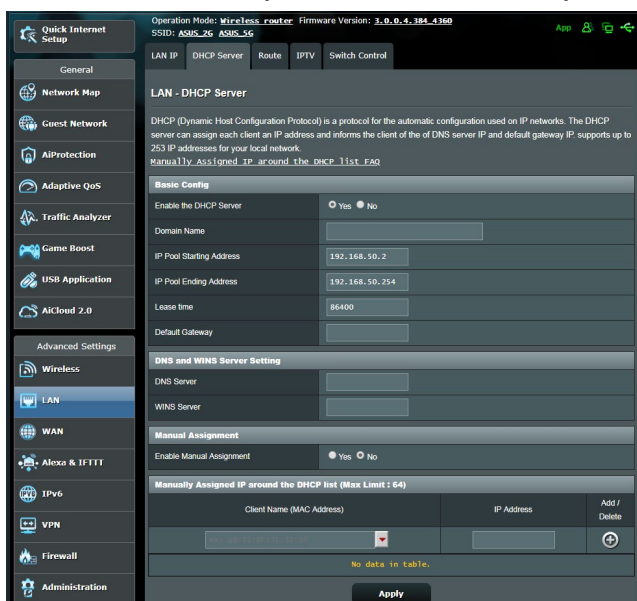 Operation Mode: Wireless router Firmware Version: 3.0.0.4.384_4360
SSID: ASUS_2G ASUS_5G
App
Quick Internet
Setup
General
Network Map
Guest Network
AiProtection
Adaptive QoS
Traffic Analyzer
Game Boost
USB Application
AiCloud 2.0
Advanced Settings
Wireless
LAN
WAN
Alexa & IFTTT
IPv6
VPN
Firewall
Administration
LAN IP
DHCP Server
Route
IPTV
Switch Control
LAN - DHCP Server
DHCP (Dynamic Host Configuration Protocol) is a protocol for the automatic configuration used on IP networks. The DHCP
server can assign each client an IP address and informs the client of the of DNS server IP and default gateway IP. supports up to
253 IP addresses for your local network.
Manually Assigned IP around the DHCP list FAQ
Basic Config
Enable the DHCP Server Yes No
Domain Name
IP Pool Starting Address 192.168.50.2
IP Pool Ending Address 192.168.50.254
Lease time 86400
Default Gateway
DNS and WINS Server Setting
DNS Server
WINS Server
Manual Assignment
Enable Manual Assignment Yes No
Manually Assigned IP around the DHCP list (Max Limit : 64)
Client Name (MAC Address) IP Address Add /
Delete
No data in table.
Apply